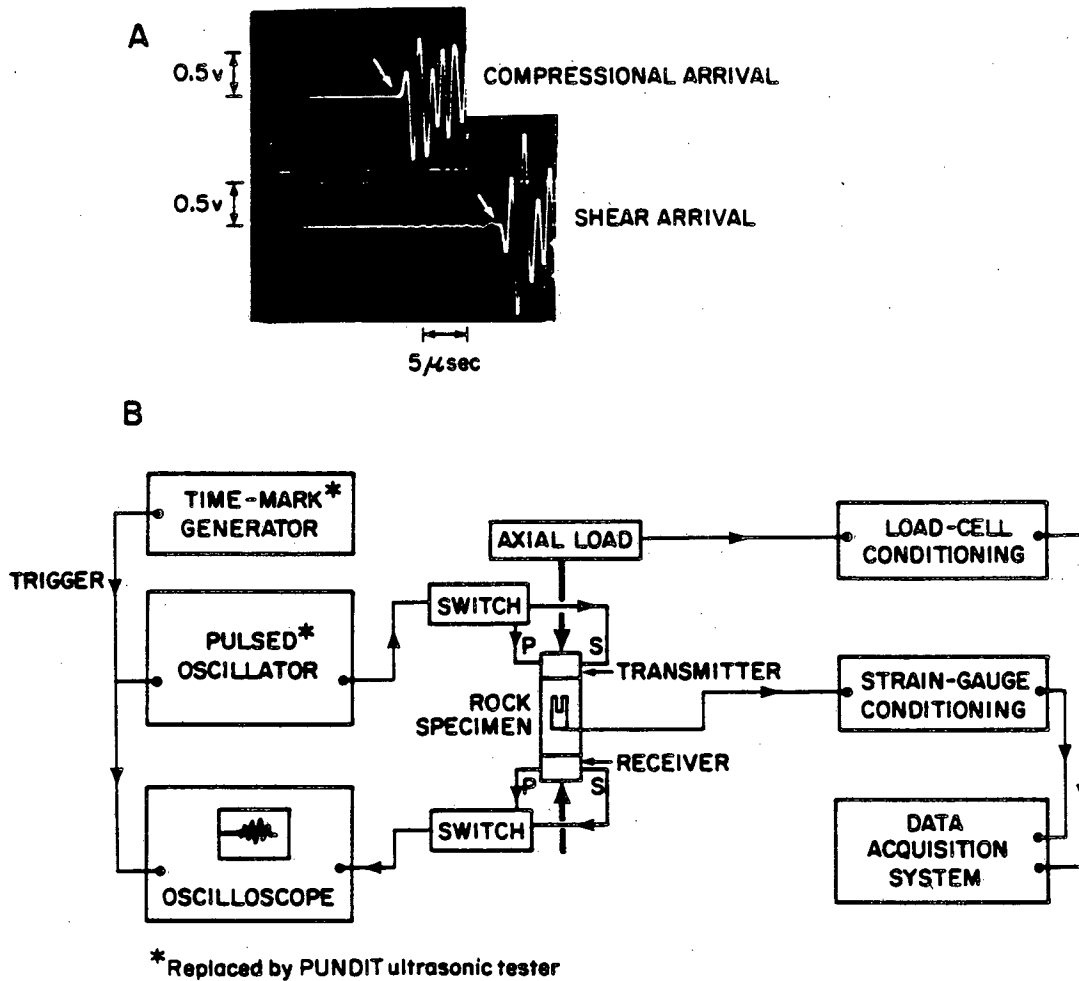 A
0.5v
COMPRESSIONAL ARRIVAL
0.5v
SHEAR ARRIVAL
5μsec
B
TIME-MARK*
GENERATOR
TRIGGER
PULSED*
OSCILLATOR
OSCILLOSCOPE
SWITCH
AXIAL LOAD
P
S
TRANSMITTER
ROCK
SPECIMEN
RECEIVER
P
S
SWITCH
LOAD-CELL
CONDITIONING
STRAIN-GAUGE
CONDITIONING
DATA
ACQUISITION
SYSTEM
*Replaced by PUNDIT ultrasonic tester